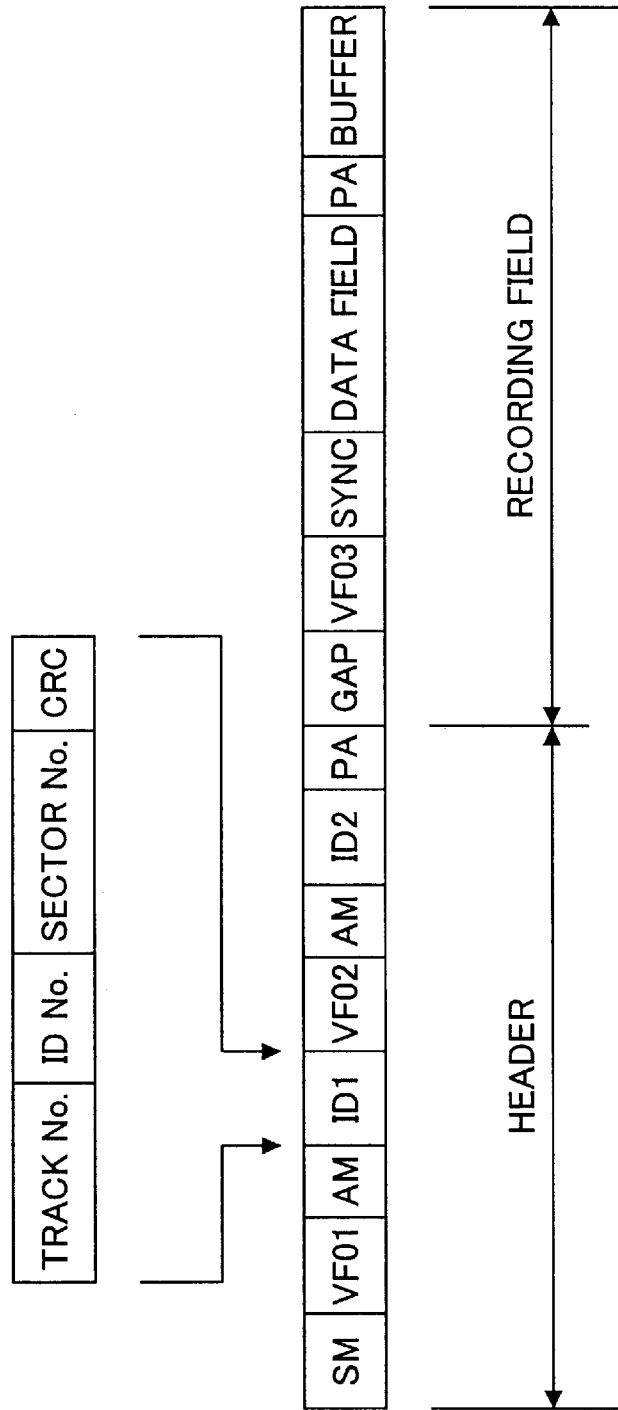 TRACK No. ID No. SECTOR No. CRC
SM VF01 AM ID1 VF02 AM ID2 PA GAP VF03 SYNC DATA FIELD PA BUFFER
HEADER RECORDING FIELD